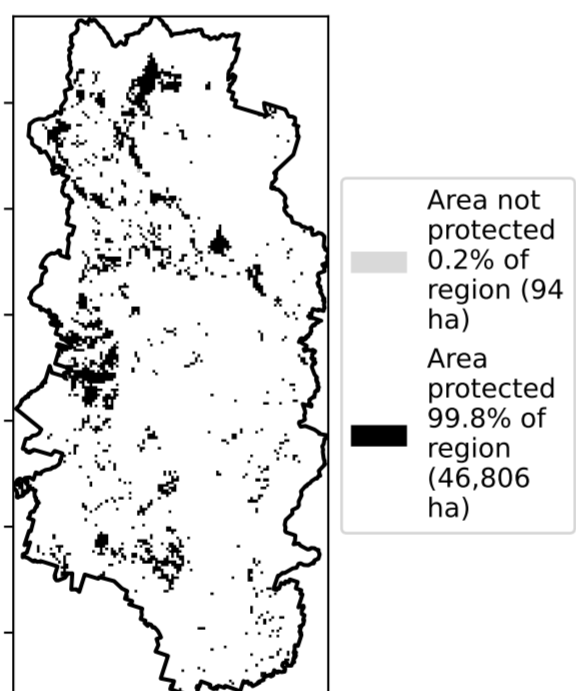 Area not
protected
0.2% of
region (94
ha)
Area
protected
99.8% of
region
(46,806
ha)